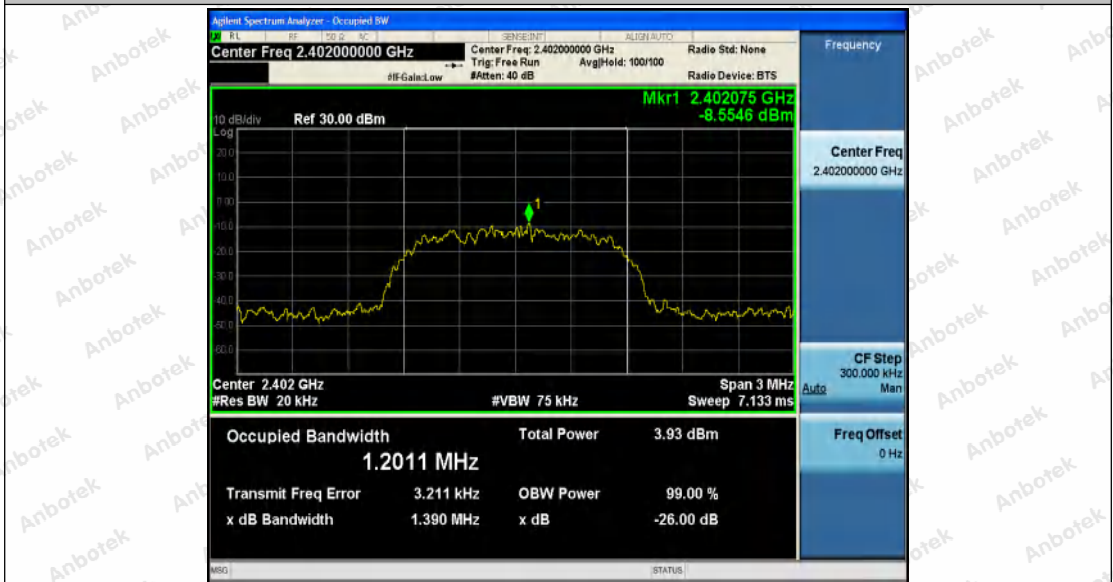 Agilent Spectrum Analyzer - Occupied BW
RL RF 50 Ω AC SENSE:INT ALIGN AUTO
Center Freq 2.402000000 GHz
Center Freq: 2.402000000 GHz
Radio Std: None
Trig: Free Run
Avg|Hold: 100/100
#IFGain:Low
#Atten: 40 dB
Radio Device: BTS
Mkr1 2.402075 GHz
-8.5546 dBm
10 dB/div
Ref 30.00 dBm
Log
20.0
10.0
0.00
-10.0
-20.0
-30.0
-40.0
-50.0
-60.0
1
Center 2.402 GHz
Span 3 MHz
#Res BW 20 kHz
#VBW 75 kHz
Sweep 7.133 ms
Occupied Bandwidth
1.2011 MHz
Total Power 3.93 dBm
Transmit Freq Error 3.211 kHz
OBW Power 99.00 %
x dB Bandwidth 1.390 MHz
x dB -26.00 dB
MSG
STATUS
Frequency
Center Freq
2.402000000 GHz
CF Step
300.000 kHz
Auto Man
Freq Offset
0 Hz
Anbotek